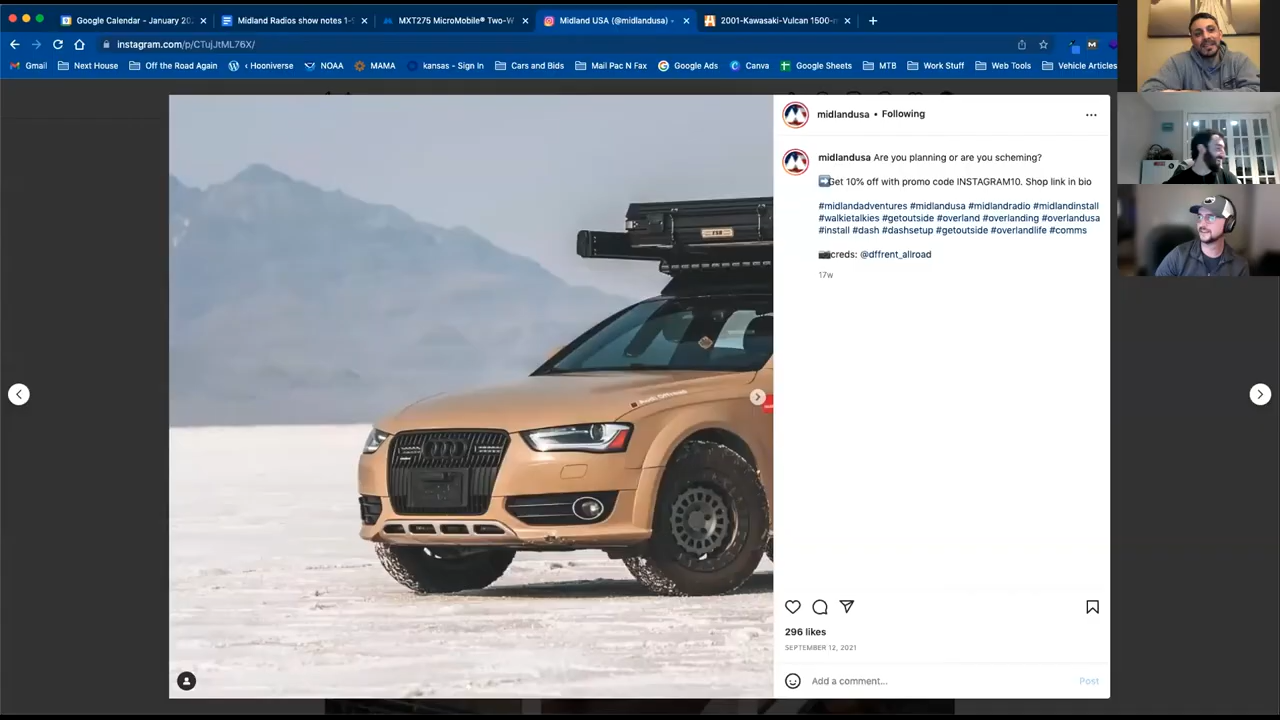 Google Calendar - January 20
Midland Radios show notes 1-
MXT275 MicroMobile® Two-W
Midland USA (@midlandusa) •
2001-Kawasaki-Vulcan 1500-m
instagram.com/p/CTujJtML76X/
Gmail
Next House
Off the Road Again
‹ Hooniverse
NOAA
MAMA
kansas - Sign In
Cars and Bids
Mail Pac N Fax
Google Ads
Canva
Google Sheets
MTB
Work Stuff
Web Tools
Vehicle Articles
midlandusa • Following
midlandusa Are you planning or are you scheming?
Get 10% off with promo code INSTAGRAM10. Shop link in bio
#midlandadventures #midlandusa #midlandradio #midlandinstall
#walkietalkies #getoutside #overland #overlanding #overlandusa
#install #dash #dashsetup #getoutside #overlandlife #comms
creds: @dffrent_allroad
17w
Audi Offroad
296 likes
SEPTEMBER 12, 2021
Add a comment...
Post